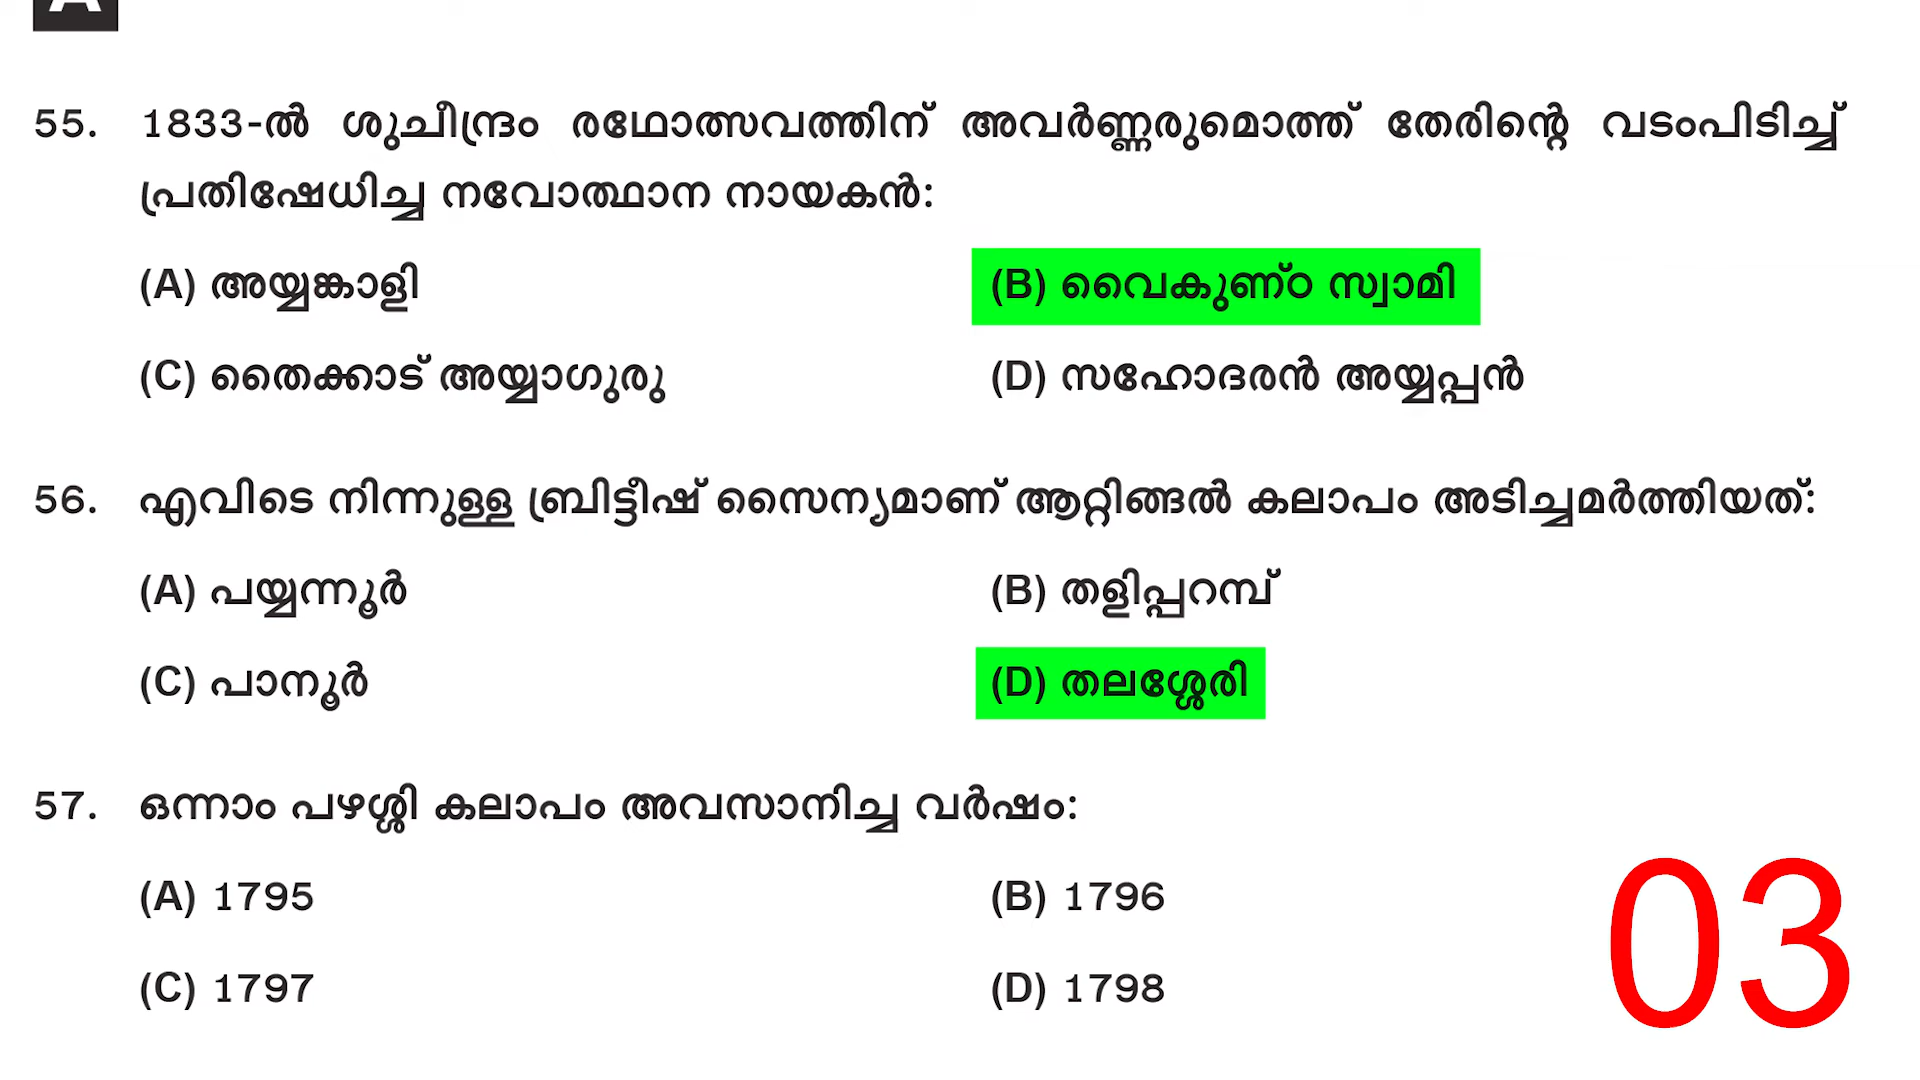 A
55. 1833-ൽ ശുചീന്ദ്രം രഥോത്സവത്തിന് അവർണ്ണരുമൊത്ത് തേരിന്റെ വടംപിടിച്ച്
പ്രതിഷേധിച്ച നവോത്ഥാന നായകൻ:
(A) അയ്യങ്കാളി (B) വൈകുണ്ഠ സ്വാമി
(C) തൈക്കാട് അയ്യാഗുരു (D) സഹോദരൻ അയ്യപ്പൻ
56. എവിടെ നിന്നുള്ള ബ്രിട്ടീഷ് സൈന്യമാണ് ആറ്റിങ്ങൽ കലാപം അടിച്ചമർത്തിയത്:
(A) പയ്യന്നൂർ (B) തളിപ്പറമ്പ്
(C) പാനൂർ (D) തലശ്ശേരി
57. ഒന്നാം പഴശ്ശി കലാപം അവസാനിച്ച വർഷം:
(A) 1795 (B) 1796
(C) 1797 (D) 1798
03